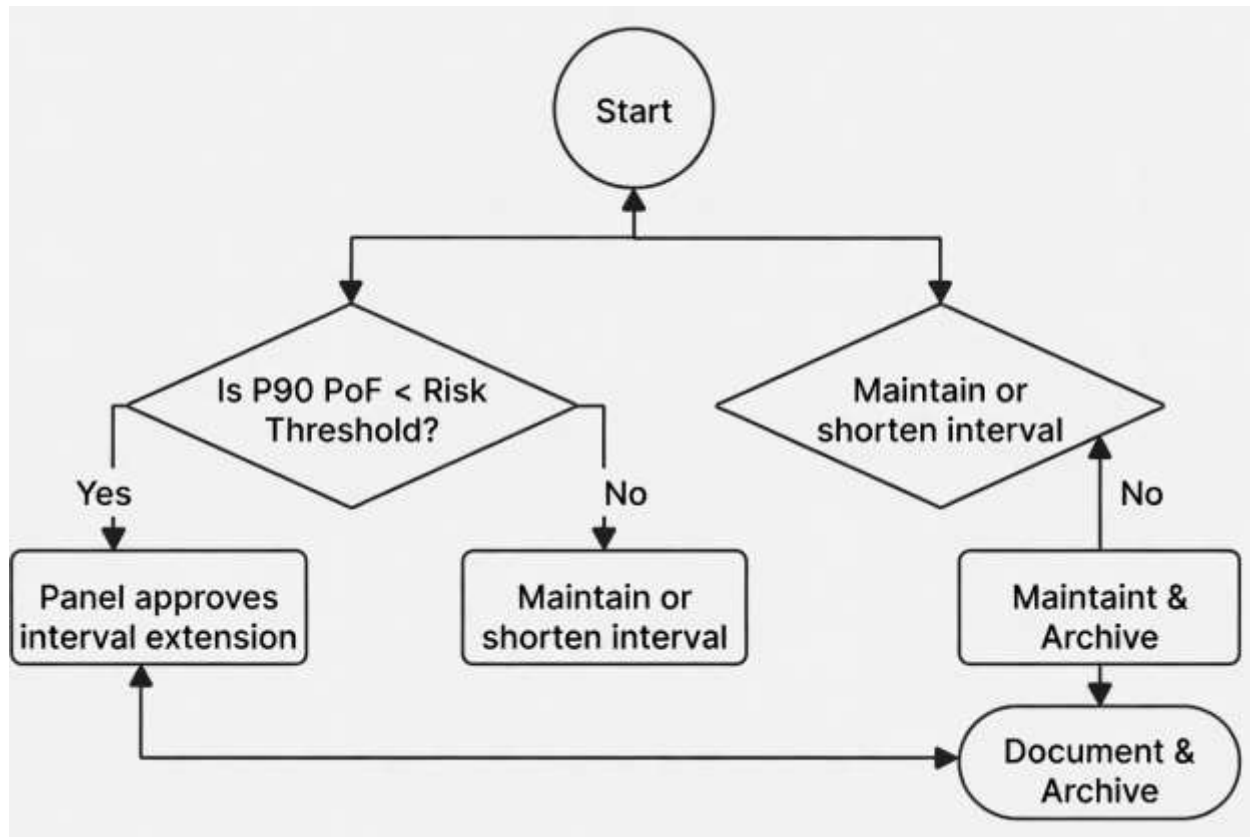 Start
Is P90 PoF < Risk
Threshold?
Maintain or
shorten interval
Yes
No
No
Panel approves
interval extension
Maintain or
shorten interval
Maintaint &
Archive
Document &
Archive